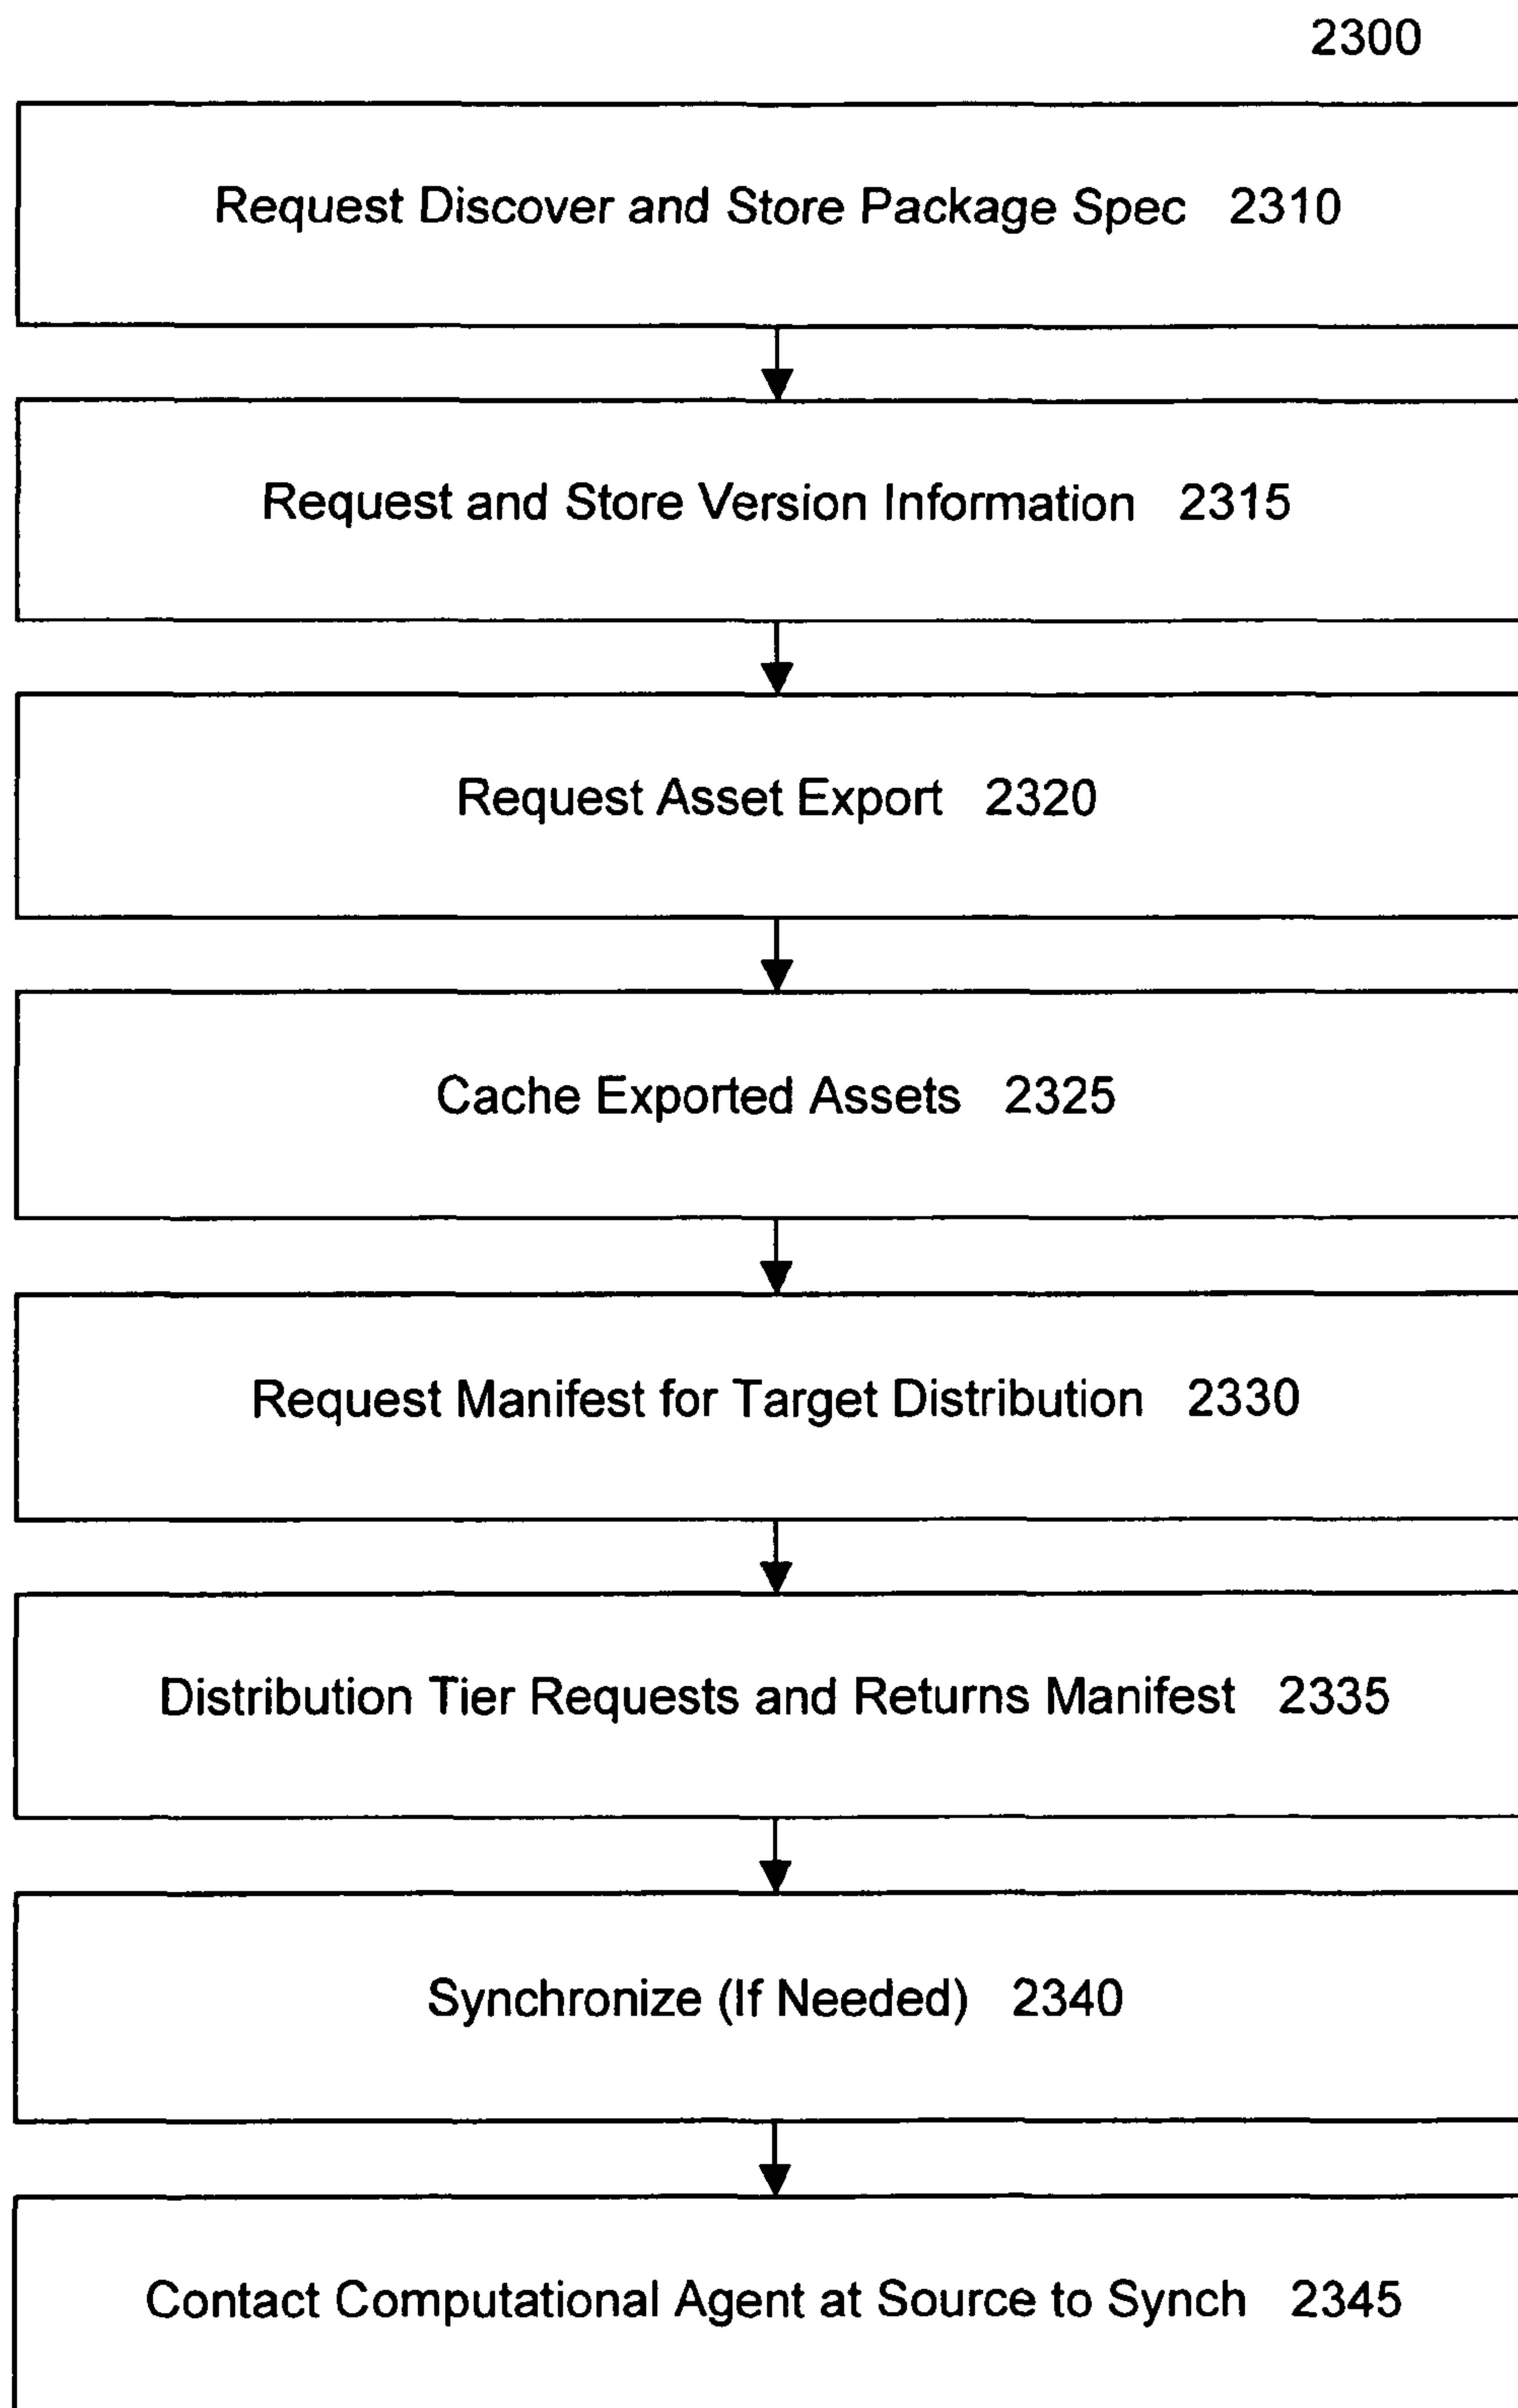 2300
Request Discover and Store Package Spec 2310
Request and Store Version Information 2315
Request Asset Export 2320
Cache Exported Assets 2325
Request Manifest for Target Distribution 2330
Distribution Tier Requests and Returns Manifest 2335
Synchronize (If Needed) 2340
Contact Computational Agent at Source to Synch 2345